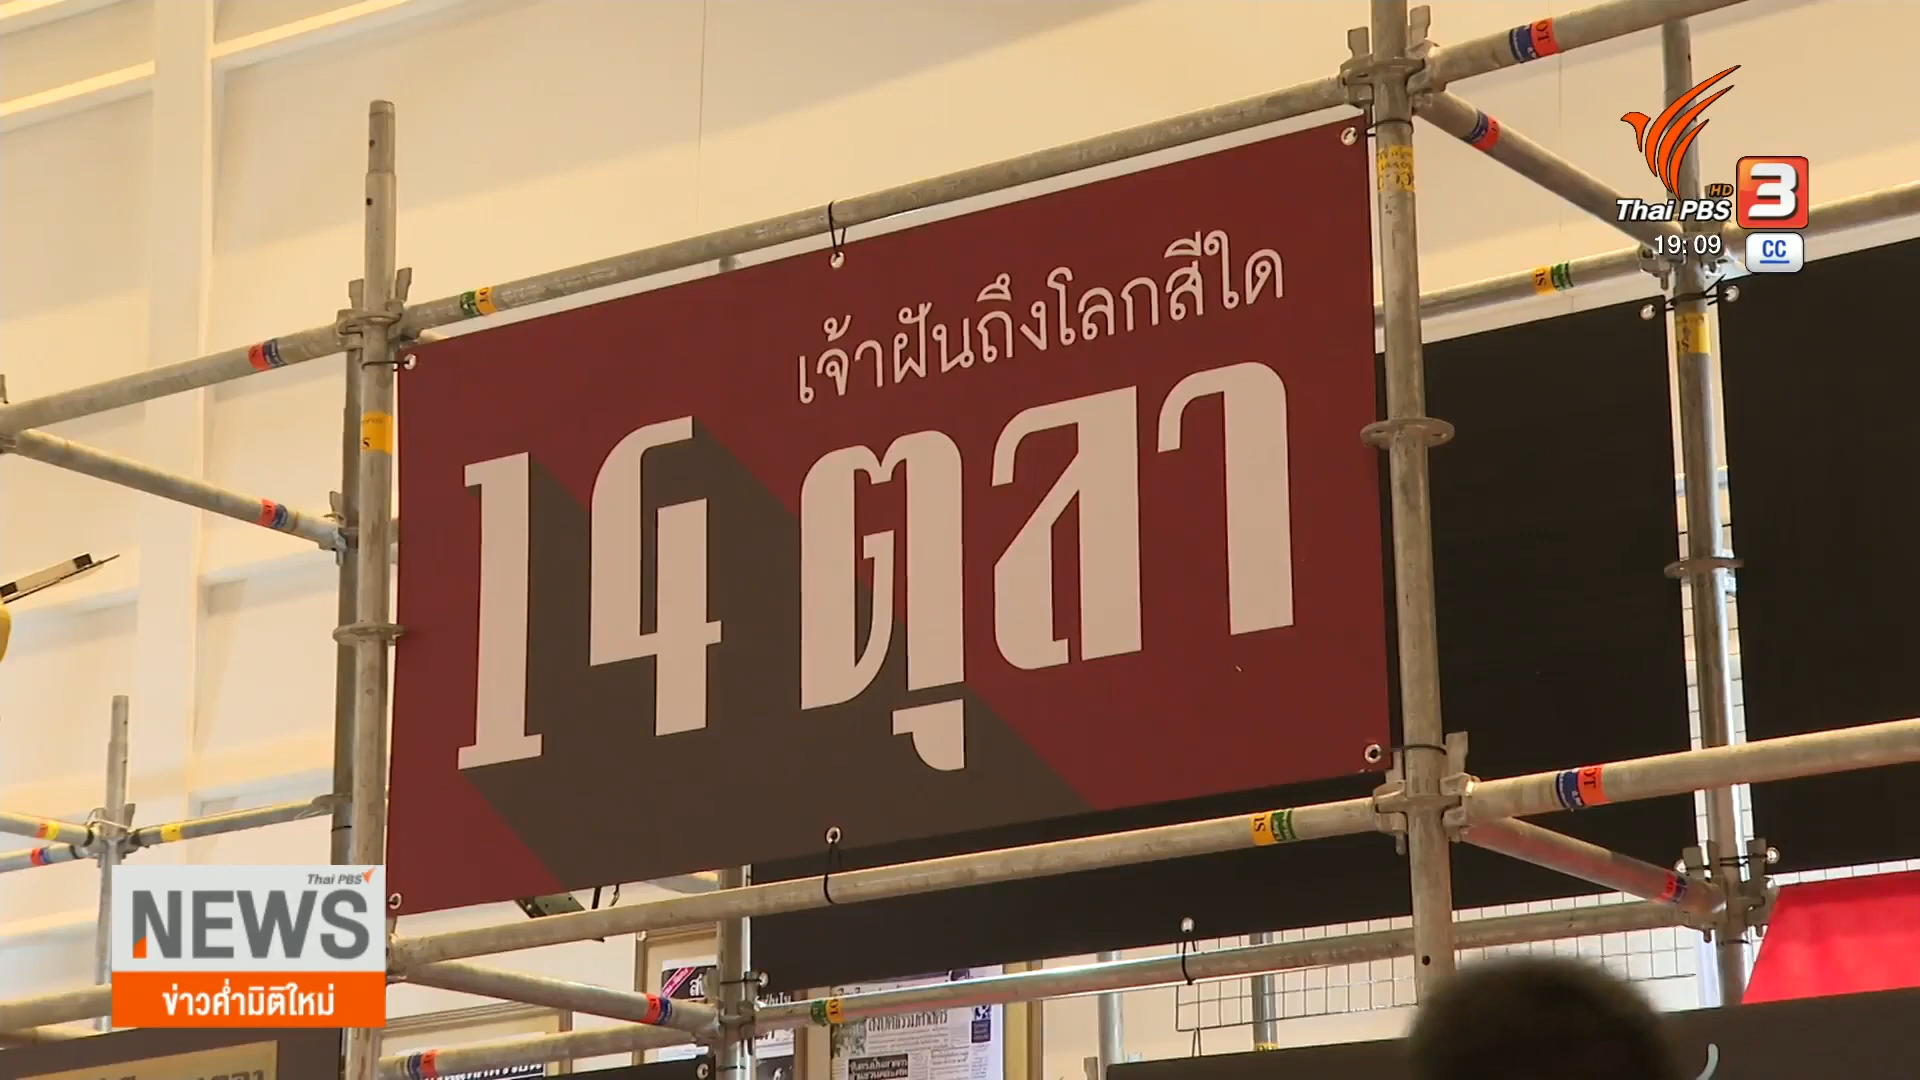 Thai PBS
HD
3
19:09
CC
เจ้าฝันถึงโลกสีใด
14 ตุลา
Thai PBS
NEWS
ข่าวค่ำมิติใหม่